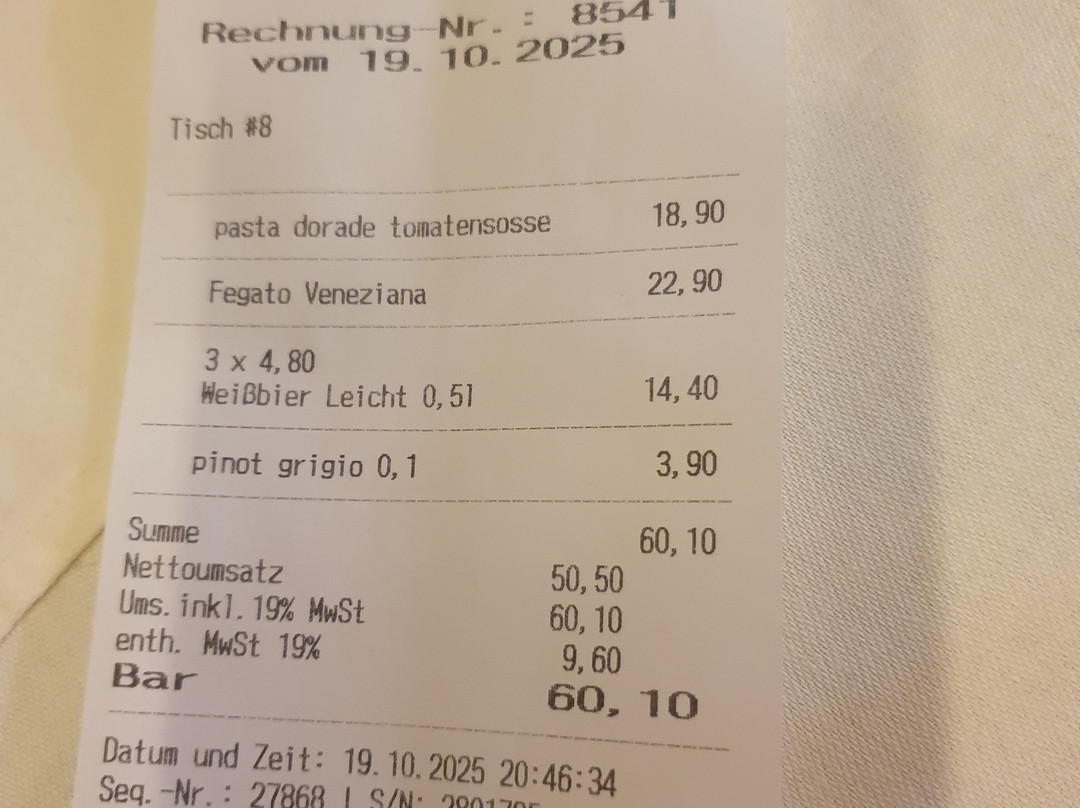 Rechnung-Nr. : 8541
vom 19. 10. 2025
Tisch #8
pasta dorade tomatensosse 18,90
Fegato Veneziana 22,90
3 x 4,80
Weißbier Leicht 0,5l 14,40
pinot grigio 0,1 3,90
Summe 60,10
Nettoumsatz 50,50
Ums. inkl. 19% MwSt 60,10
enth. MwSt 19% 9,60
Bar 60,10
Datum und Zeit: 19.10.2025 20:46:34
Seq.-Nr.: 27868 | S/N: